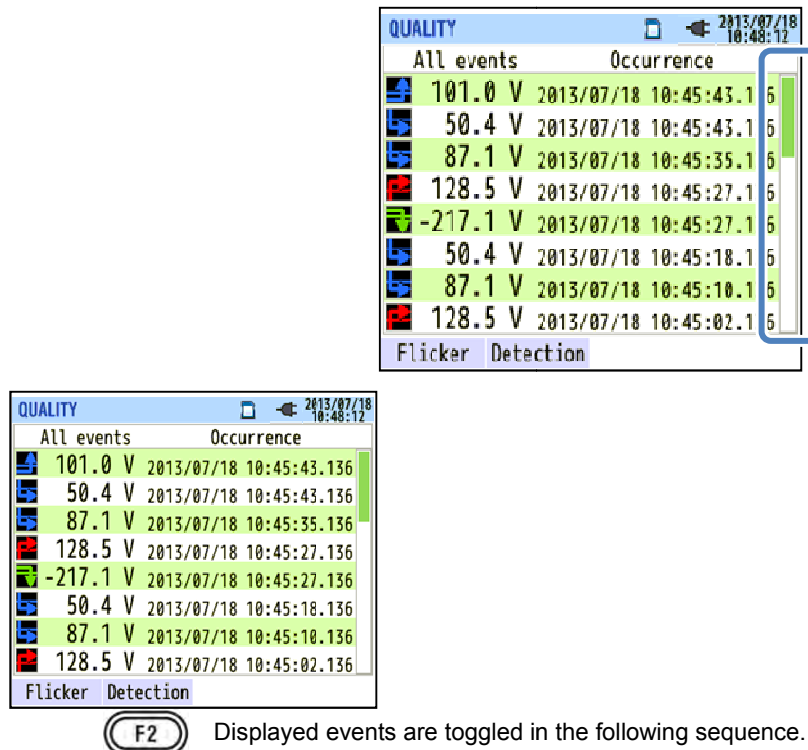 QUALITY 2013/07/18
10:48:12
All events Occurrence
101.0 V 2013/07/18 10:45:43.1 6
50.4 V 2013/07/18 10:45:43.1 6
87.1 V 2013/07/18 10:45:35.1 6
128.5 V 2013/07/18 10:45:27.1 6
-217.1 V 2013/07/18 10:45:27.1 6
50.4 V 2013/07/18 10:45:18.1 6
87.1 V 2013/07/18 10:45:10.1 6
128.5 V 2013/07/18 10:45:02.1 6
Flicker Detection
QUALITY 2013/07/18
10:48:12
All events Occurrence
101.0 V 2013/07/18 10:45:43.136
50.4 V 2013/07/18 10:45:43.136
87.1 V 2013/07/18 10:45:35.136
128.5 V 2013/07/18 10:45:27.136
-217.1 V 2013/07/18 10:45:27.136
50.4 V 2013/07/18 10:45:18.136
87.1 V 2013/07/18 10:45:10.136
128.5 V 2013/07/18 10:45:02.136
Flicker Detection
F2 Displayed events are toggled in the following sequence.